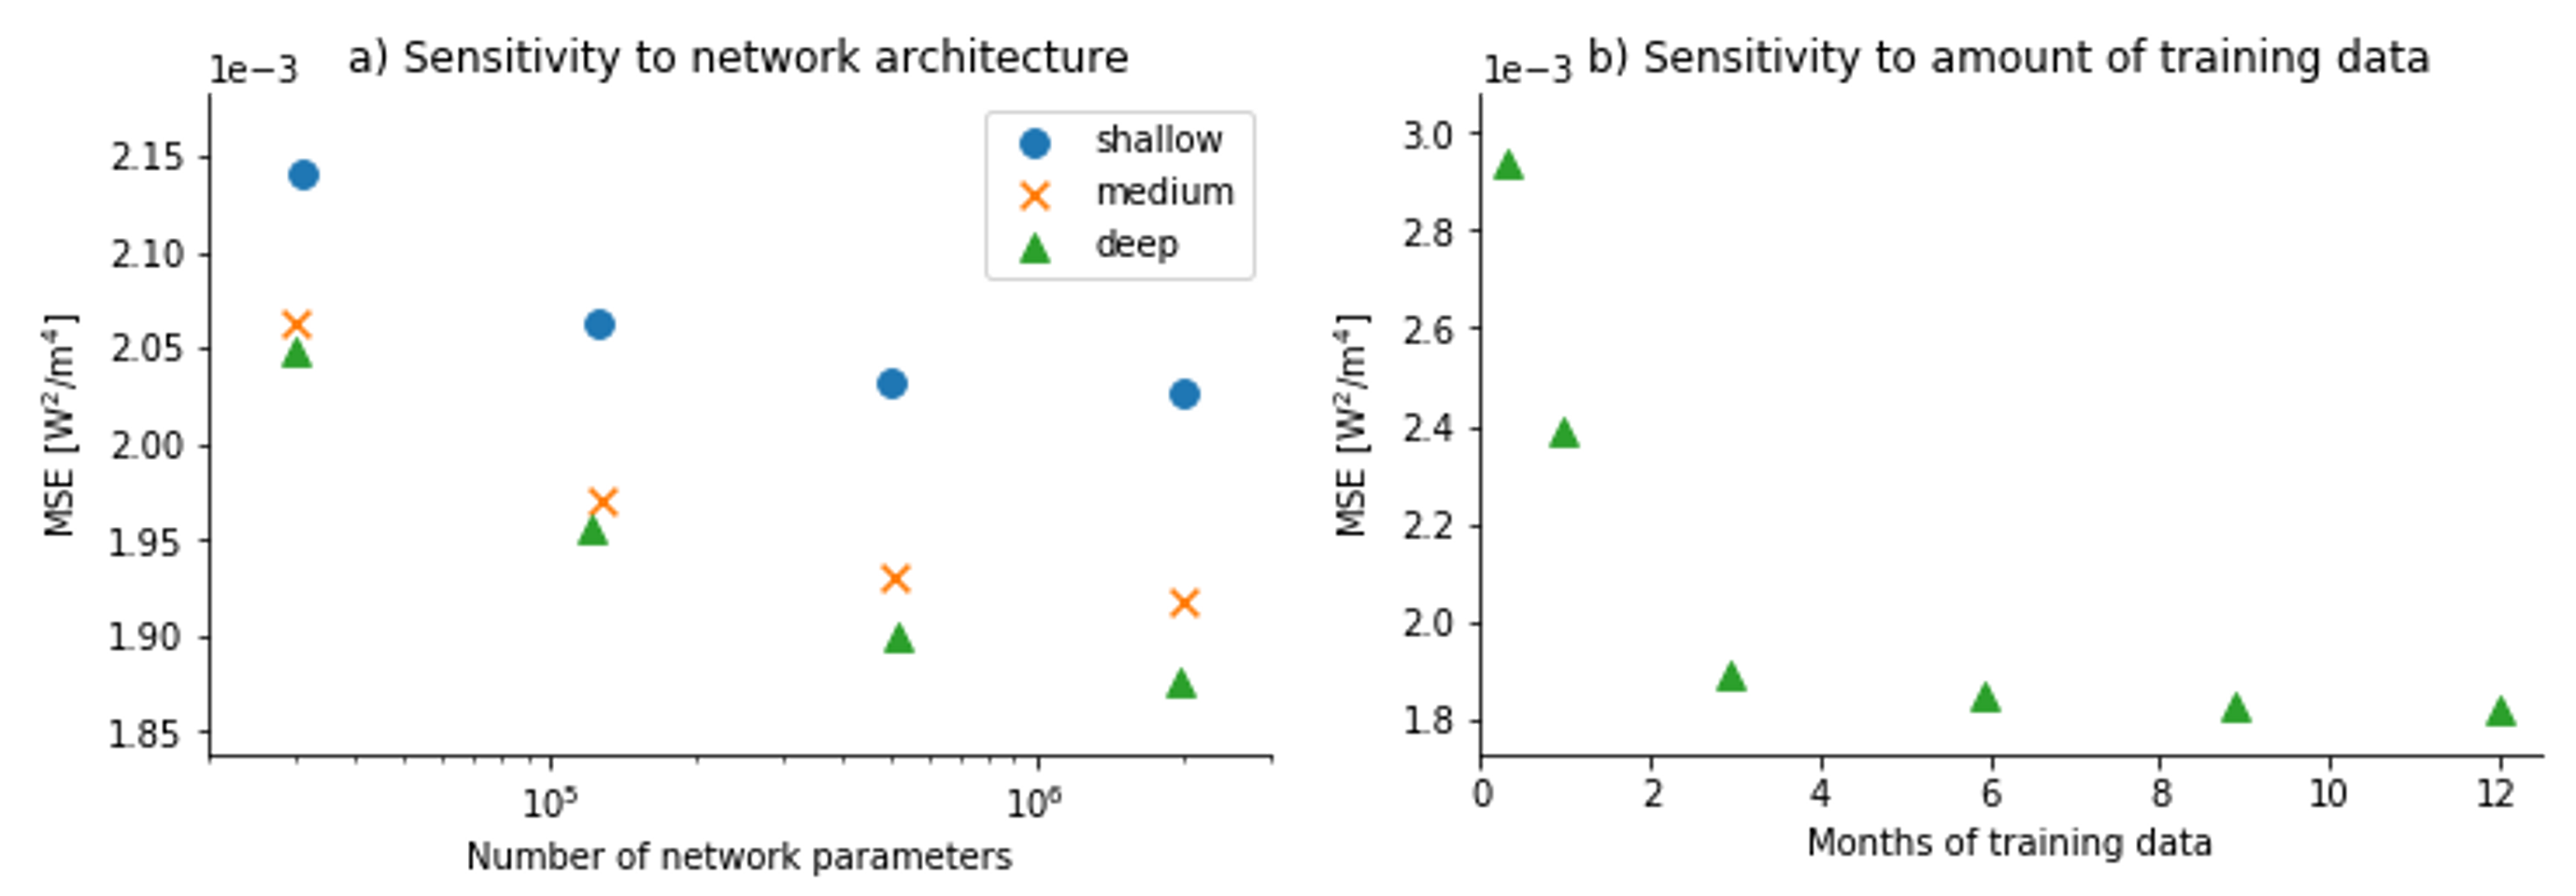 a) Sensitivity to network architecture
1e−3
2.15
2.10
2.05
2.00
1.95
1.90
1.85
MSE [W²/m⁴]
shallow
medium
deep
10⁵
10⁶
Number of network parameters
b) Sensitivity to amount of training data
1e−3
3.0
2.8
2.6
2.4
2.2
2.0
1.8
MSE [W²/m⁴]
0 2 4 6 8 10 12
Months of training data